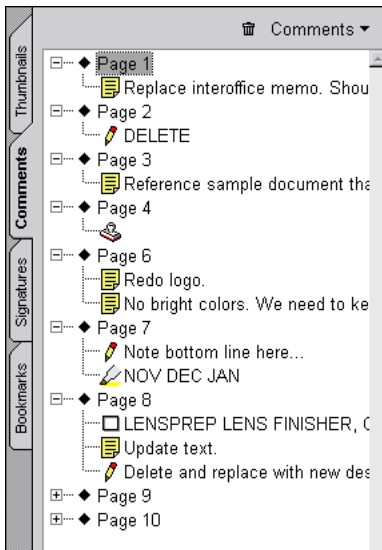 Comments
Thumbnails
Comments
Signatures
Bookmarks
Page 1
Replace interoffice memo. Shou
Page 2
DELETE
Page 3
Reference sample document tha
Page 4
Page 6
Redo logo.
No bright colors. We need to ke
Page 7
Note bottom line here...
NOV DEC JAN
Page 8
LENSPREP LENS FINISHER, C
Update text.
Delete and replace with new des
Page 9
Page 10